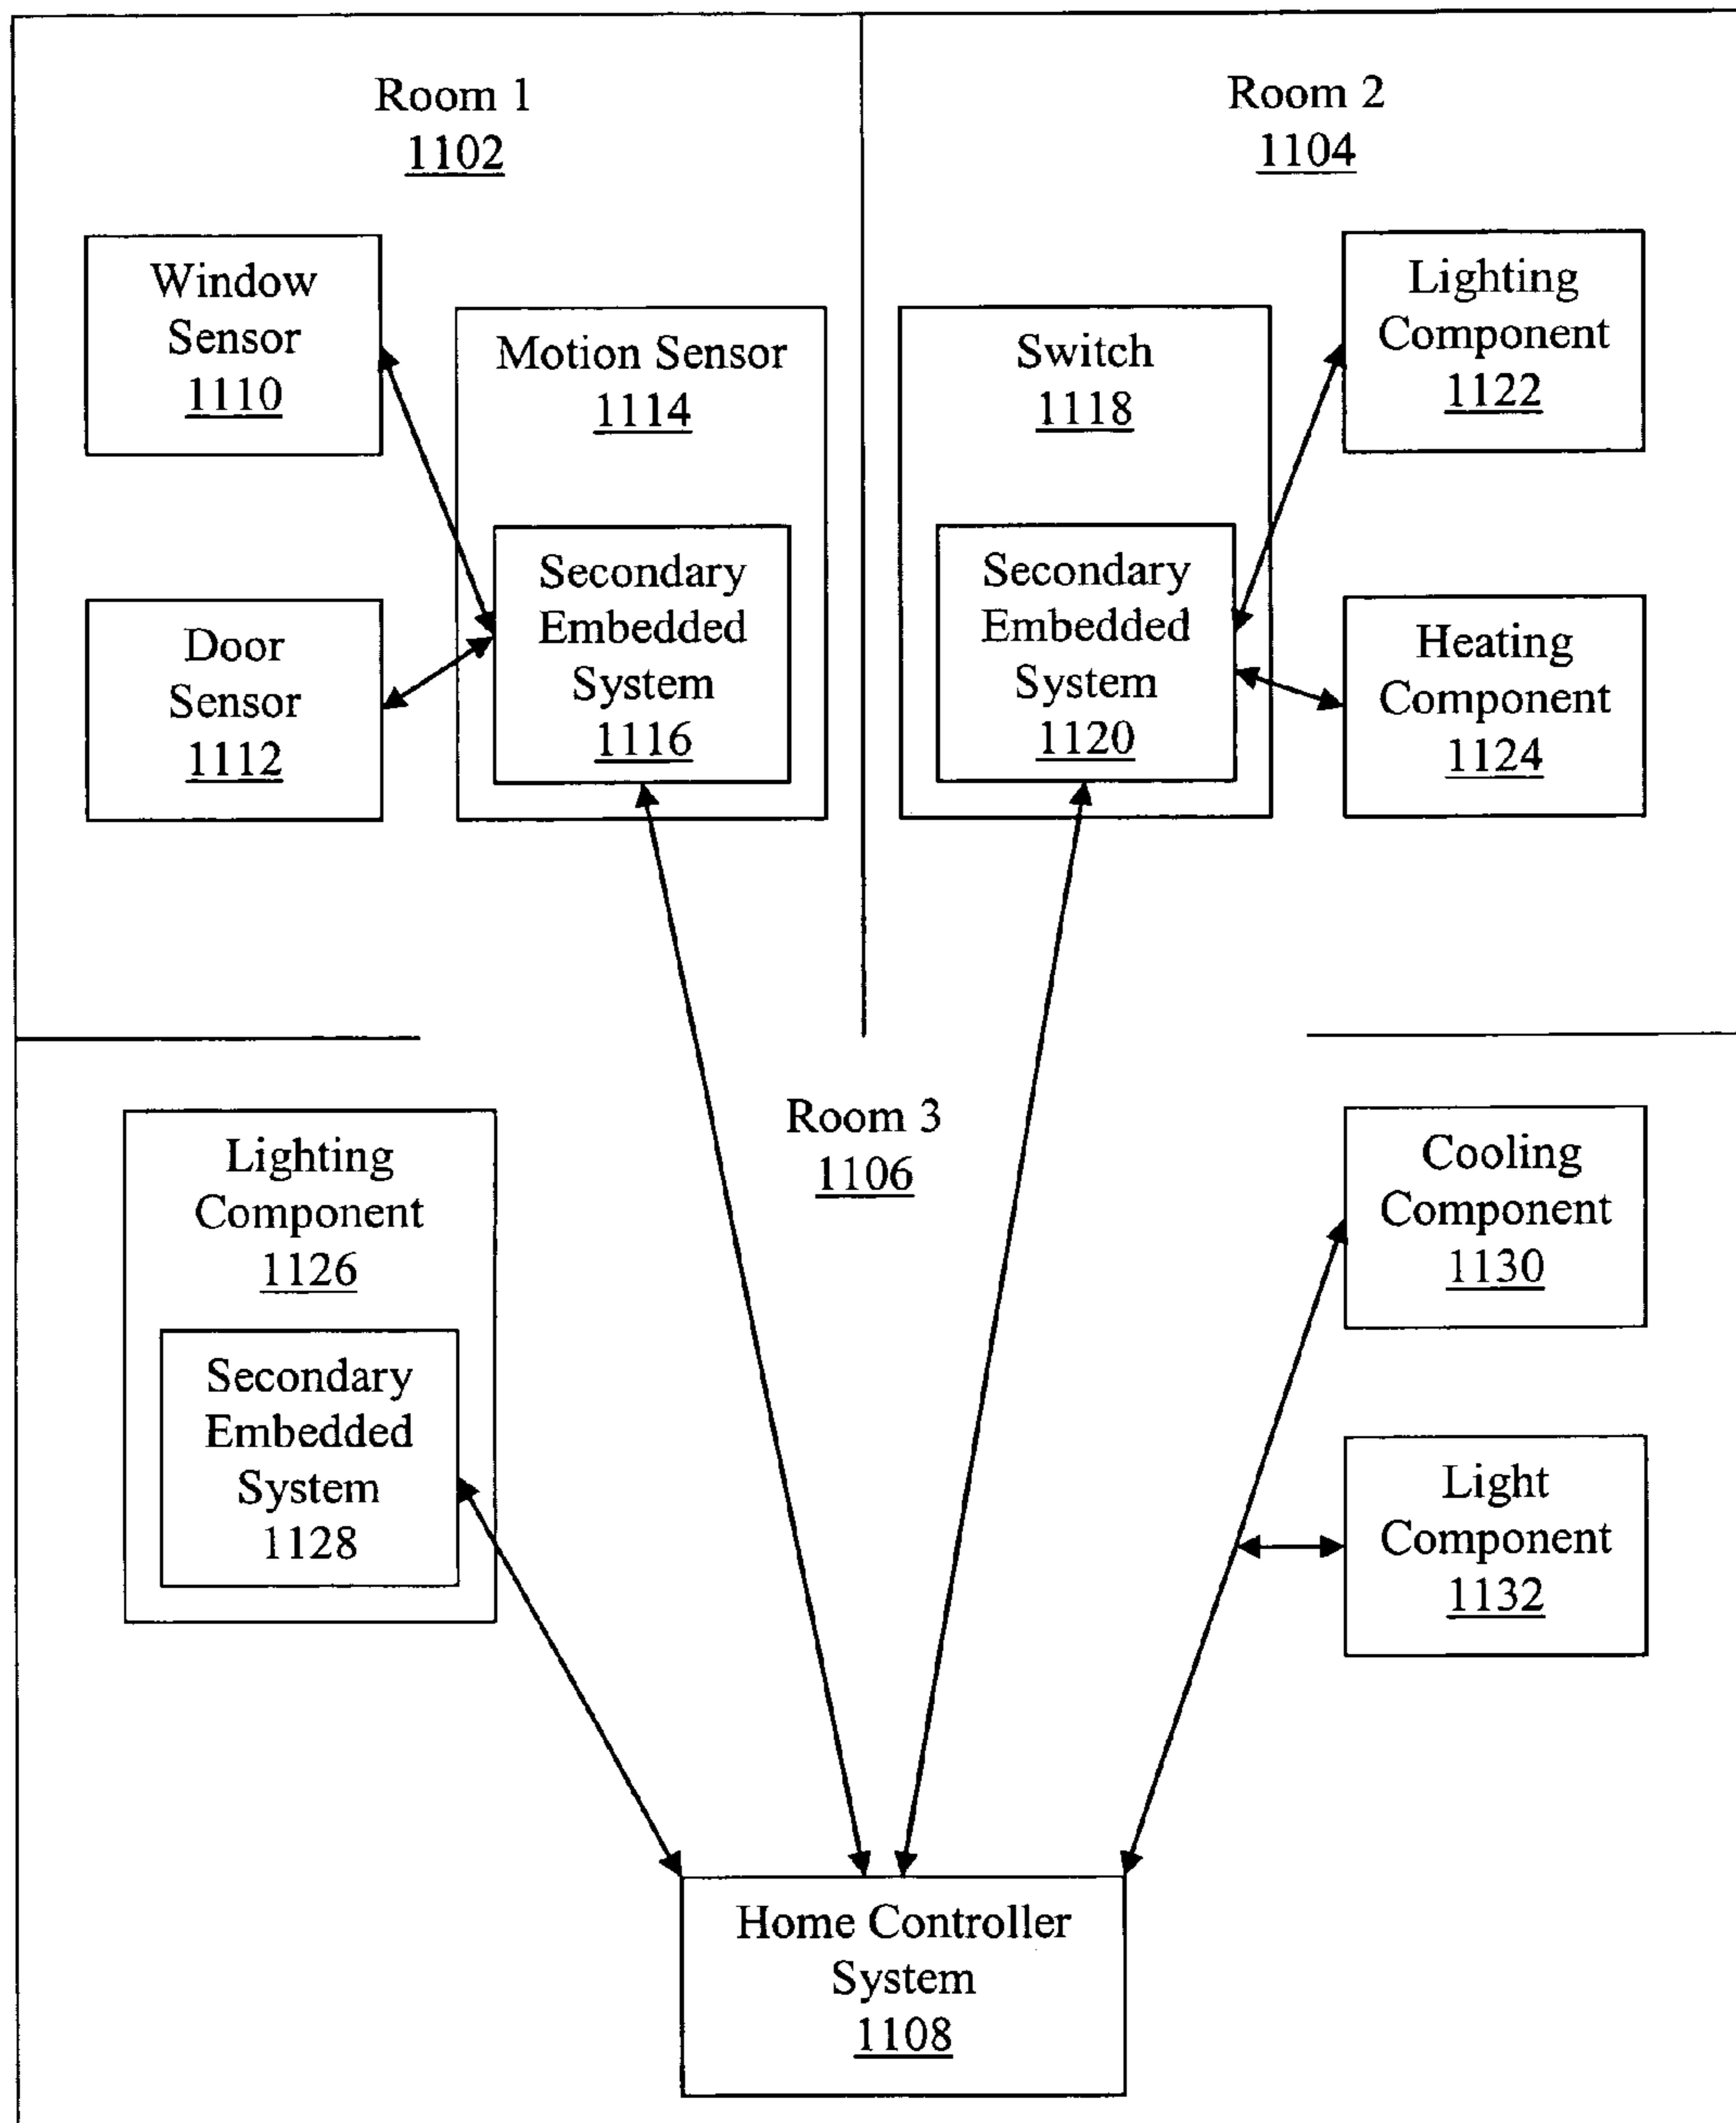 Room 1
1102
Room 2
1104
Window
Sensor
1110
Motion Sensor
1114
Secondary
Embedded
System
1116
Door
Sensor
1112
Switch
1118
Secondary
Embedded
System
1120
Lighting
Component
1122
Heating
Component
1124
Room 3
1106
Lighting
Component
1126
Secondary
Embedded
System
1128
Cooling
Component
1130
Light
Component
1132
Home Controller
System
1108